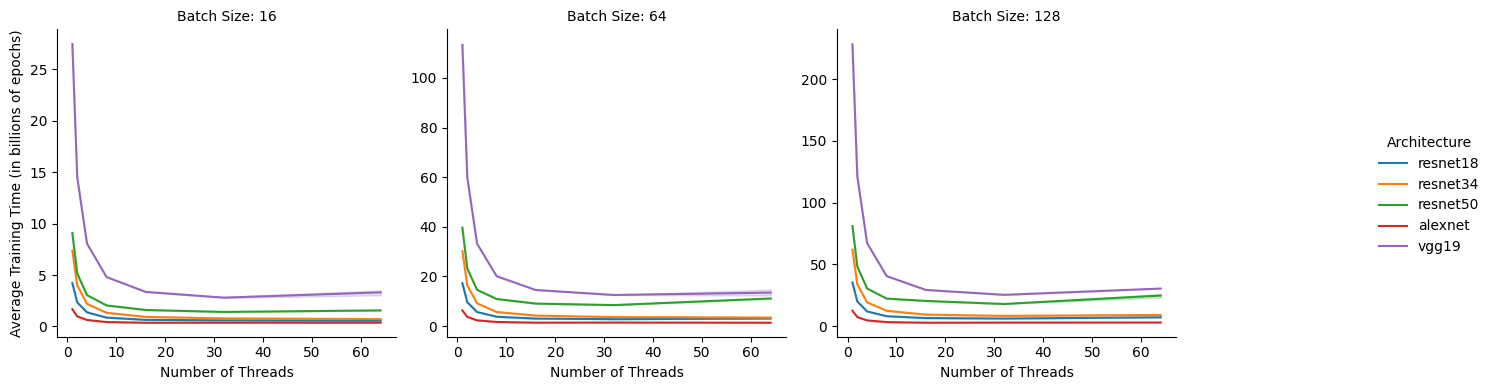 Batch Size: 16
Batch Size: 64
Batch Size: 128
Average Training Time (in billions of epochs)
25
20
15
10
5
0
0 10 20 30 40 50 60
Number of Threads
100
80
60
40
20
0
0 10 20 30 40 50 60
Number of Threads
200
150
100
50
0
0 10 20 30 40 50 60
Number of Threads
Architecture
resnet18
resnet34
resnet50
alexnet
vgg19